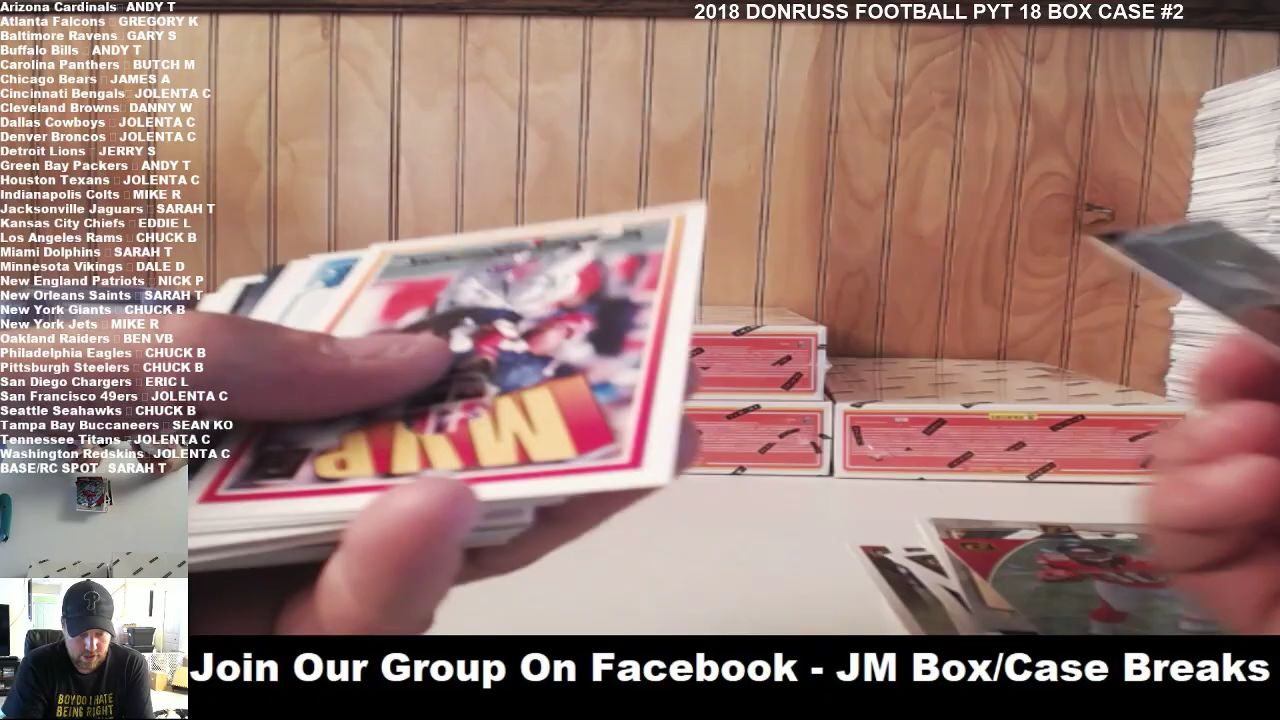 Arizona Cardinals ANDY T
Atlanta Falcons GREGORY K
Baltimore Ravens GARY S
Buffalo Bills ANDY T
Carolina Panthers BUTCH M
Chicago Bears JAMES A
Cincinnati Bengals JOLENTA C
Cleveland Browns DANNY W
Dallas Cowboys JOLENTA C
Denver Broncos JOLENTA C
Detroit Lions JERRY S
Green Bay Packers ANDY T
Houston Texans JOLENTA C
Indianapolis Colts MIKE R
Jacksonville Jaguars SARAH T
Kansas City Chiefs EDDIE L
Los Angeles Rams CHUCK B
Miami Dolphins SARAH T
Minnesota Vikings DALE D
New England Patriots NICK P
New Orleans Saints SARAH T
New York Giants CHUCK B
New York Jets MIKE R
Oakland Raiders BEN VB
Philadelphia Eagles CHUCK B
Pittsburgh Steelers CHUCK B
San Diego Chargers ERIC L
San Francisco 49ers JOLENTA C
Seattle Seahawks CHUCK B
Tampa Bay Buccaneers SEAN KO
Tennessee Titans JOLENTA C
Washington Redskins JOLENTA C
BASE/RC SPOT SARAH T
2018 DONRUSS FOOTBALL PYT 18 BOX CASE #2
MVP
BOY DO I HATE
BEING RIGHT
Join Our Group On Facebook - JM Box/Case Breaks